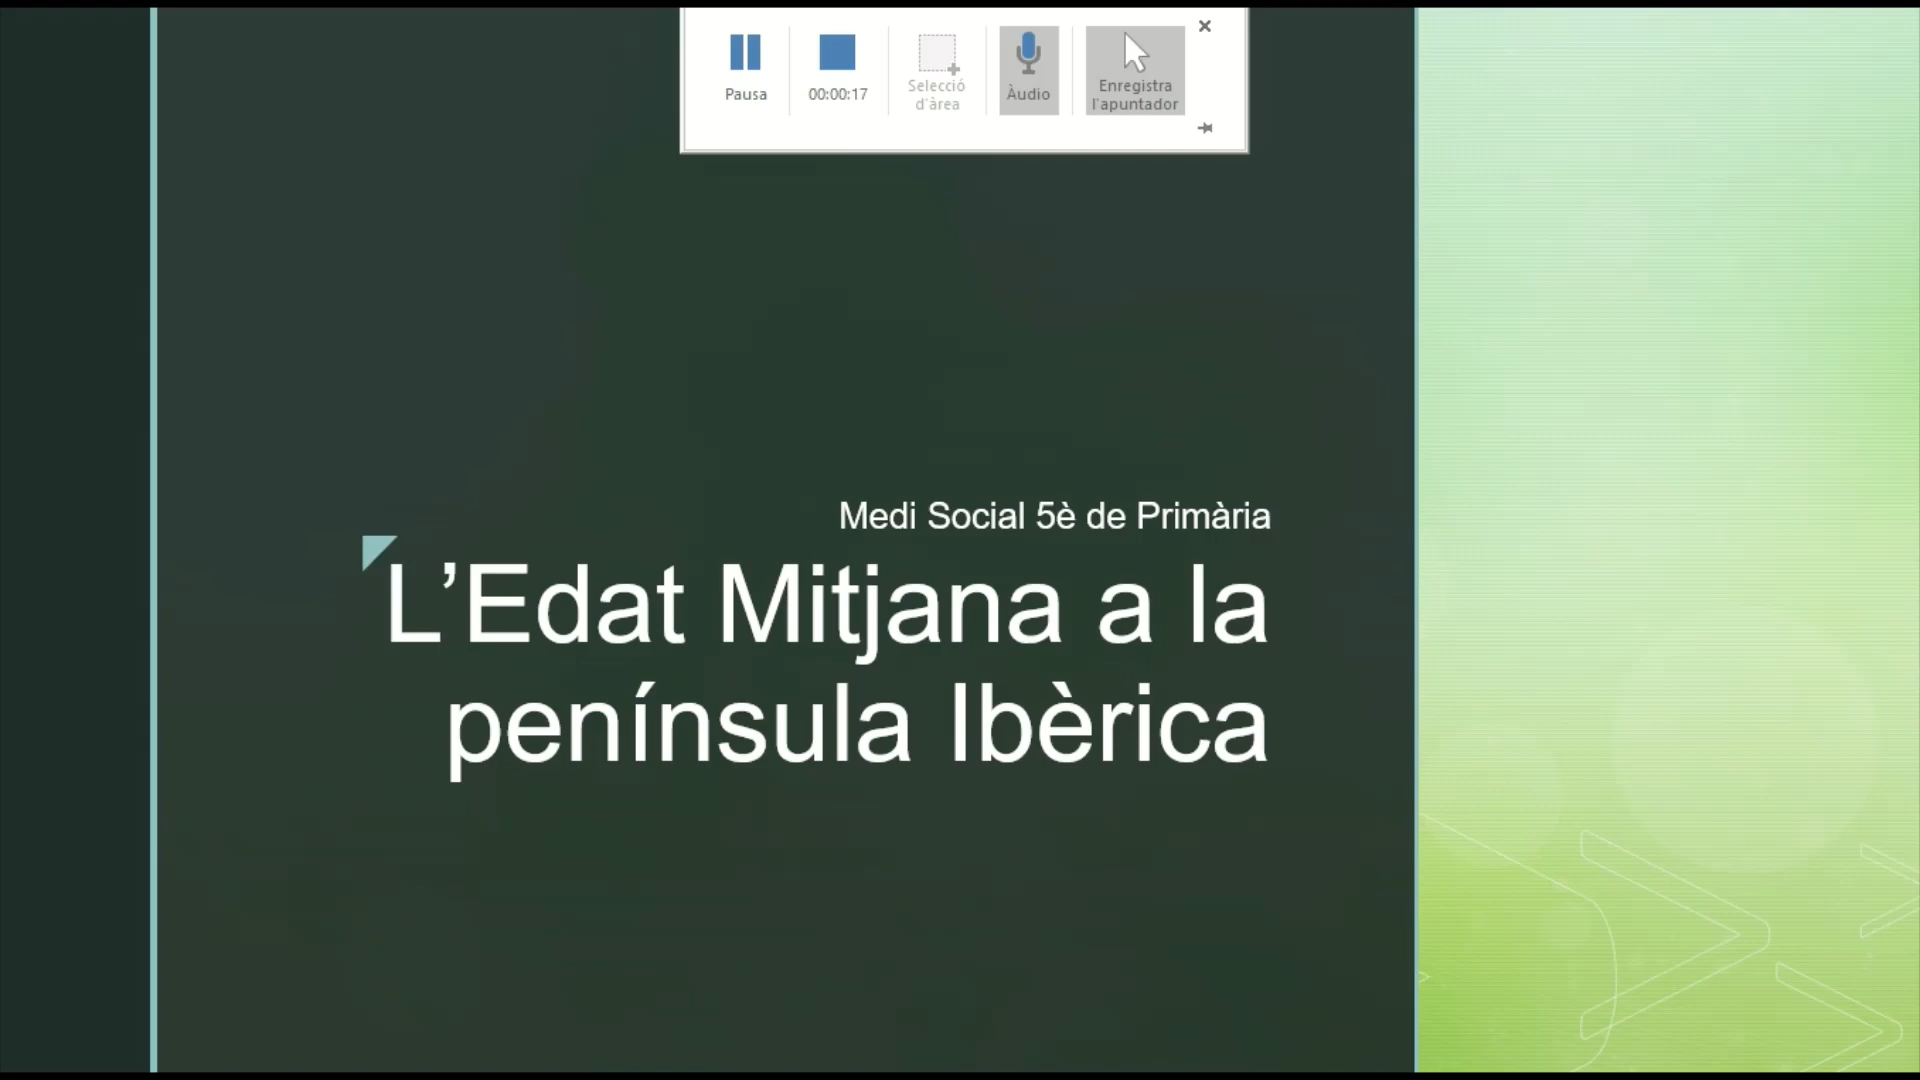 Pausa
00:00:17
Selecció
d'àrea
Àudio
Enregistra
l'apuntador
Medi Social 5è de Primària
L’Edat Mitjana a la
península Ibèrica